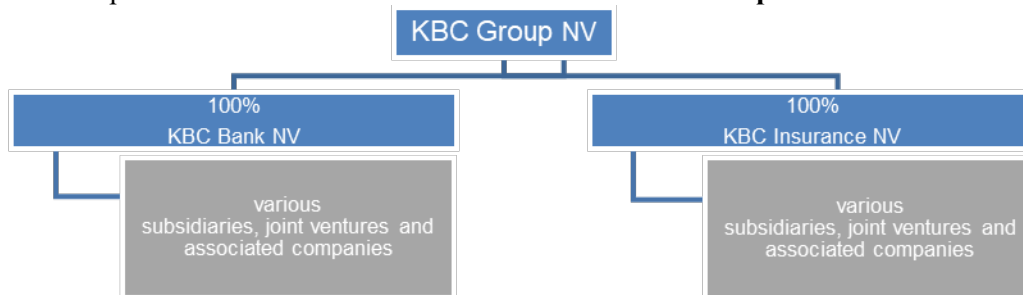 KBC Group NV
100%
KBC Bank NV
100%
KBC Insurance NV
various
subsidiaries, joint ventures and
associated companies
various
subsidiaries, joint ventures and
associated companies